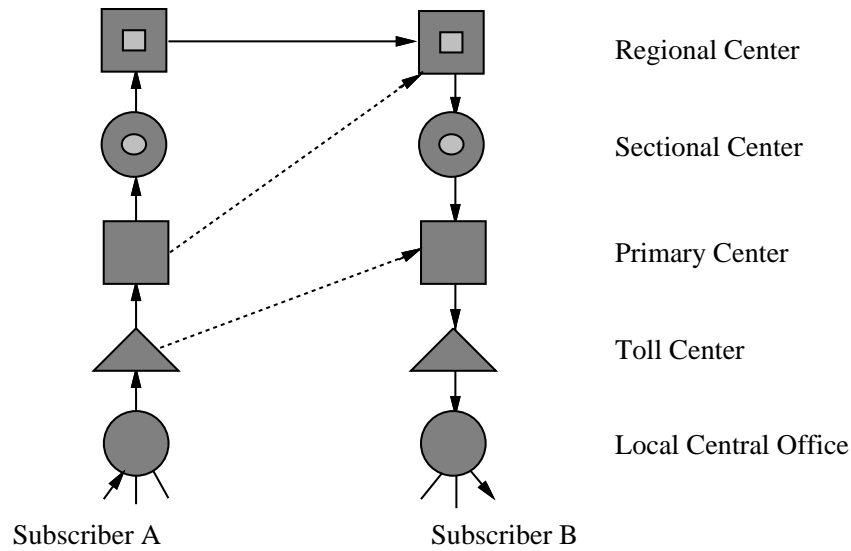 Regional Center
Sectional Center
Primary Center
Toll Center
Local Central Office
Subscriber A
Subscriber B